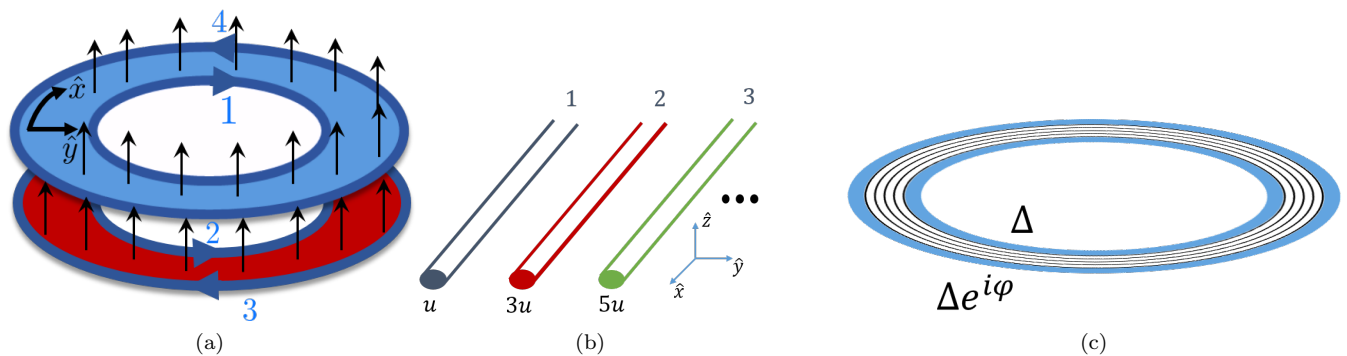 4
x̂
1
ŷ
2
3
(a)
1 2 3
•••
ẑ
ŷ
x̂
u 3u 5u
(b)
Δ
Δe^{iφ}
(c)